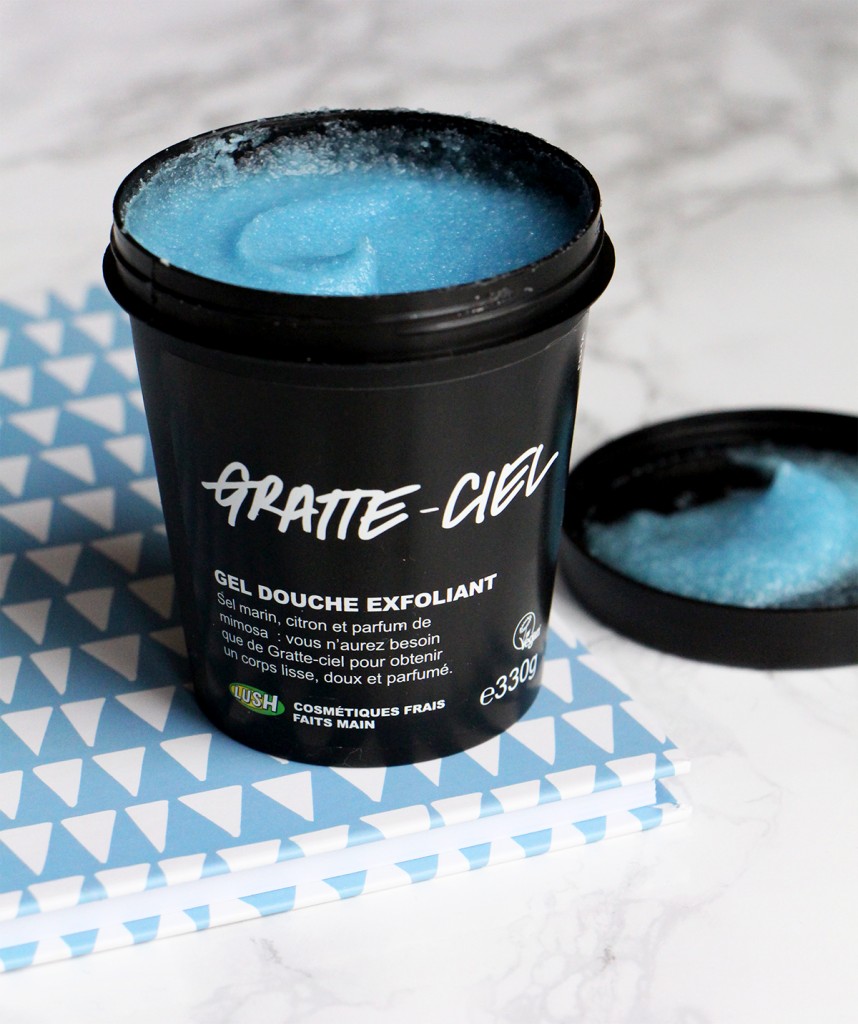 GRATTE-CIEL
GEL DOUCHE EXFOLIANT
Sel marin, citron et parfum de
mimosa : vous n'aurez besoin
que de Gratte-ciel pour obtenir
un corps lisse, doux et parfumé.
Vegan
e330g
LUSH
COSMÉTIQUES FRAIS
FAITS MAIN